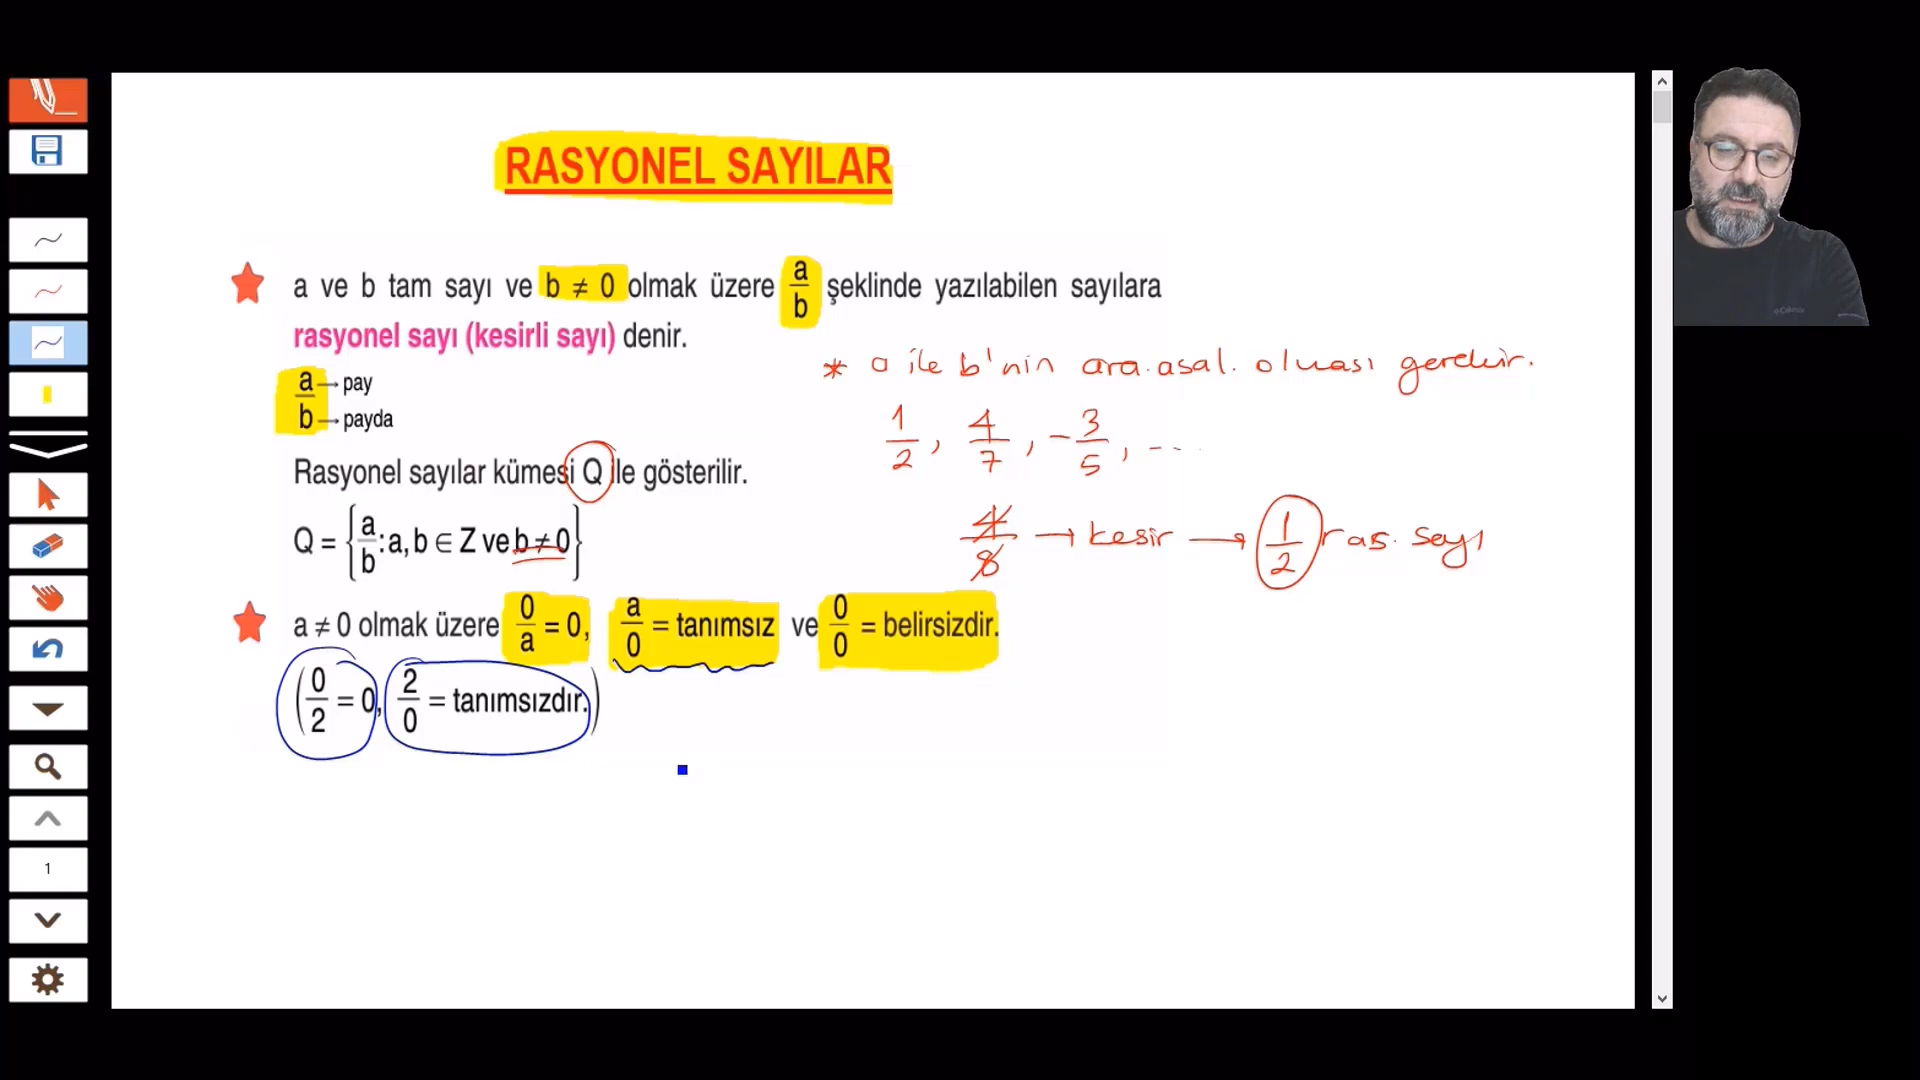 RASYONEL SAYILAR
a ve b tam sayı ve b ≠ 0 olmak üzere a/b şeklinde yazılabilen sayılara
rasyonel sayı (kesirli sayı) denir.
* a ile b'nin ara.asal. olması gerekir.
a → pay
b → payda
1/2, 4/7, -3/5, ---
Rasyonel sayılar kümesi Q ile gösterilir.
Q = {a/b : a, b ∈ Z ve b ≠ 0}
4/8 → kesir → 1/2 ras. sayı
a ≠ 0 olmak üzere 0/a = 0, a/0 = tanımsız ve 0/0 = belirsizdir.
(0/2 = 0, 2/0 = tanımsızdır.)
1